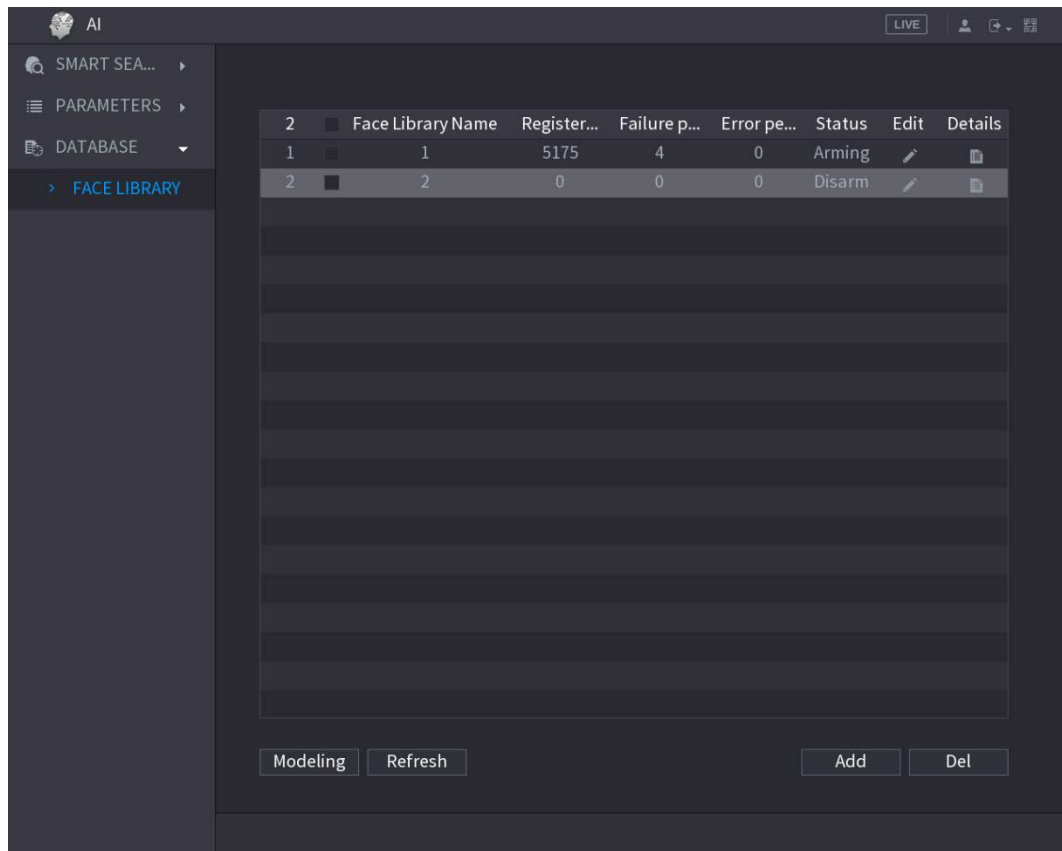 AI LIVE
SMART SEA...
PARAMETERS
DATABASE
FACE LIBRARY
2 Face Library Name Register... Failure p... Error pe... Status Edit Details
1 1 5175 4 0 Arming
2 2 0 0 0 Disarm
Modeling Refresh Add Del